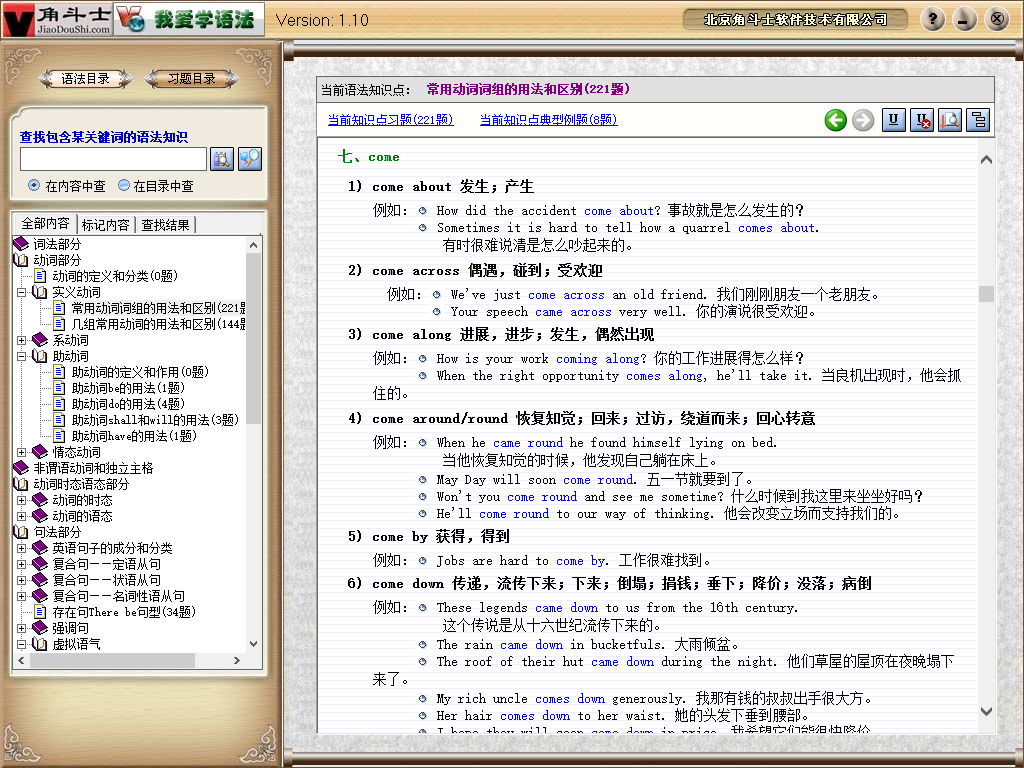 角斗士
JiaoDouShi.com
我爱学语法
Version: 1.10
北京角斗士软件技术有限公司
语法目录
习题目录
查找包含某关键词的语法知识
在内容中查
在目录中查
全部内容
标记内容
查找结果
词法部分
动词部分
动词的定义和分类(0题)
实义动词
常用动词词组的用法和区别(221题
几组常用动词的用法和区别(144题
系动词
助动词
助动词的定义和作用(0题)
助动词be的用法(1题)
助动词do的用法(4题)
助动词shall和will的用法(3题)
助动词have的用法(1题)
情态动词
非谓语动词和独立主格
动词时态语态部分
动词的时态
动词的语态
句法部分
英语句子的成分和分类
复合句——定语从句
复合句——状语从句
复合句——名词性语从句
存在句There be句型(34题)
强调句
虚拟语气
当前语法知识点： 常用动词词组的用法和区别(221题)
当前知识点习题(221题)
当前知识点典型例题(8题)
七、come
1) come about 发生；产生
例如： How did the accident come about? 事故就是怎么发生的？
Sometimes it is hard to tell how a quarrel comes about.
有时很难说清是怎么吵起来的。
2) come across 偶遇，碰到；受欢迎
例如： We've just come across an old friend. 我们刚刚朋友一个老朋友。
Your speech came across very well. 你的演说很受欢迎。
3) come along 进展，进步；发生，偶然出现
例如： How is your work coming along? 你的工作进展得怎么样？
When the right opportunity comes along, he'll take it. 当良机出现时，他会抓
住的。
4) come around/round 恢复知觉；回来；过访，绕道而来；回心转意
例如： When he came round he found himself lying on bed.
当他恢复知觉的时候，他发现自己躺在床上。
May Day will soon come round. 五一节就要到了。
Won't you come round and see me sometime? 什么时候到我这里来坐坐好吗？
He'll come round to our way of thinking. 他会改变立场而支持我们的。
5) come by 获得，得到
例如： Jobs are hard to come by. 工作很难找到。
6) come down 传递，流传下来；下来；倒塌；捐钱；垂下；降价；没落；病倒
例如： These legends came down to us from the 16th century.
这个传说是从十六世纪流传下来的。
The rain came down in bucketfuls. 大雨倾盆。
The roof of their hut came down during the night. 他们草屋的屋顶在夜晚塌下
来了。
My rich uncle comes down generously. 我那有钱的叔叔出手很大方。
Her hair comes down to her waist. 她的头发下垂到腰部。
I hope they will soon come down in price. 我希望它们能很快降价